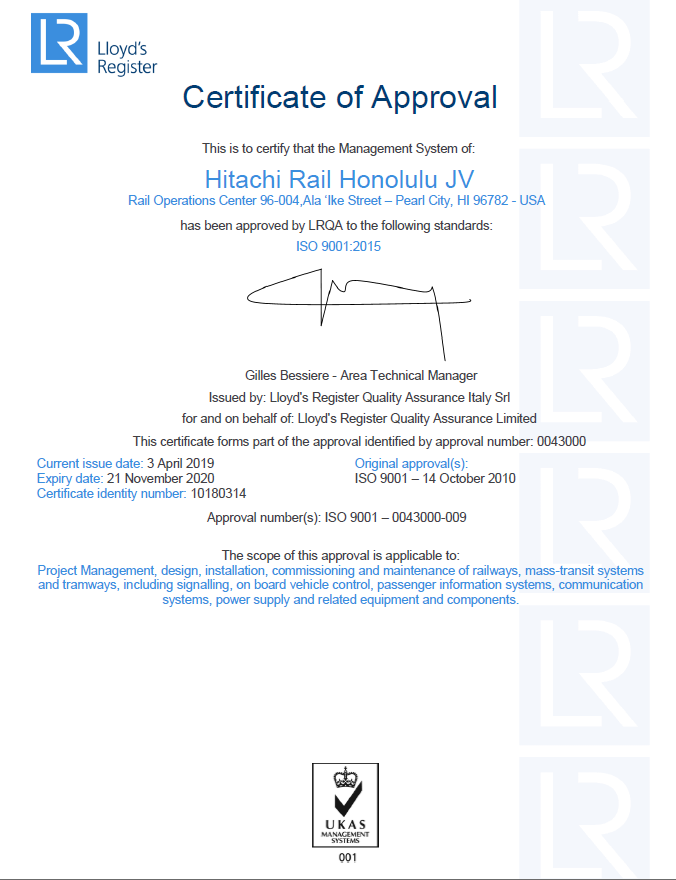 LR
Lloyd's
Register
Certificate of Approval
This is to certify that the Management System of:
Hitachi Rail Honolulu JV
Rail Operations Center 96-004,Ala ‘Ike Street – Pearl City, HI 96782 - USA
has been approved by LRQA to the following standards:
ISO 9001:2015
Gilles Bessiere - Area Technical Manager
Issued by: Lloyd's Register Quality Assurance Italy Srl
for and on behalf of: Lloyd's Register Quality Assurance Limited
This certificate forms part of the approval identified by approval number: 0043000
Current issue date: 3 April 2019
Expiry date: 21 November 2020
Certificate identity number: 10180314
Original approval(s):
ISO 9001 – 14 October 2010
Approval number(s): ISO 9001 – 0043000-009
The scope of this approval is applicable to:
Project Management, design, installation, commissioning and maintenance of railways, mass-transit systems
and tramways, including signalling, on board vehicle control, passenger information systems, communication
systems, power supply and related equipment and components.
LR
LR
LR
LR
LR
LR
UKAS
MANAGEMENT
SYSTEMS
001